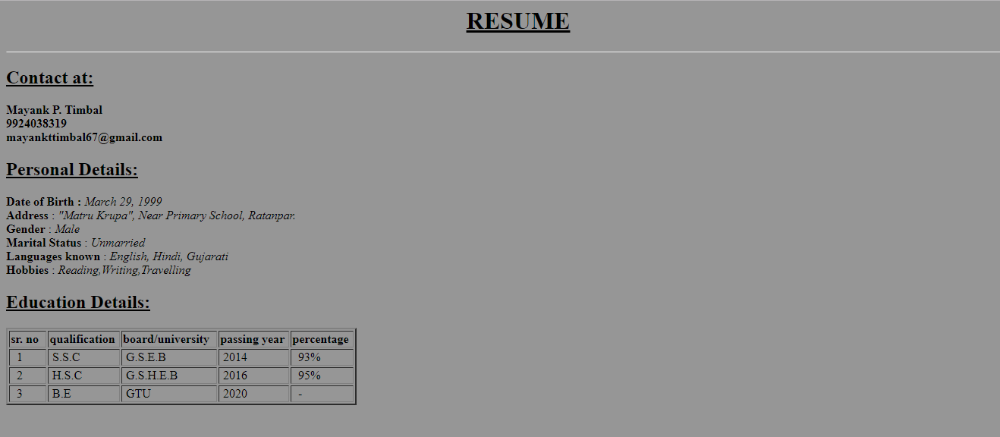 RESUME
Contact at:
Mayank P. Timbal
9924038319
mayankttimbal67@gmail.com
Personal Details:
Date of Birth : March 29, 1999
Address : "Matru Krupa", Near Primary School, Ratanpar.
Gender : Male
Marital Status : Unmarried
Languages known : English, Hindi, Gujarati
Hobbies : Reading,Writing,Travelling
Education Details:
sr. no qualification board/university passing year percentage
1 S.S.C G.S.E.B 2014 93%
2 H.S.C G.S.H.E.B 2016 95%
3 B.E GTU 2020 -